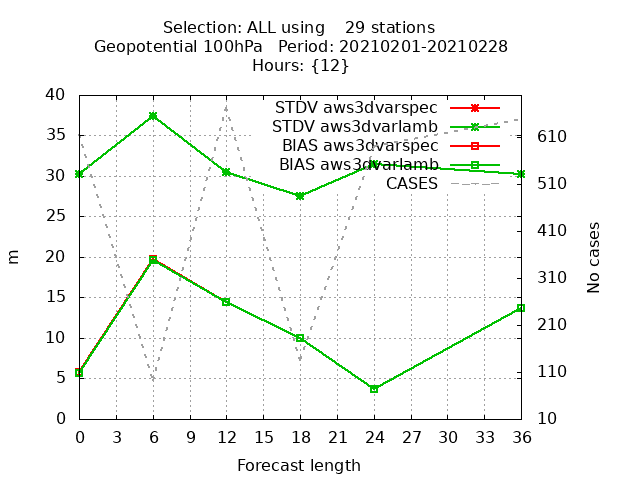 Selection: ALL using    29 stations
Geopotential 100hPa   Period: 20210201-20210228
Hours: {12}
STDV aws3dvarspec
STDV aws3dvarlamb
BIAS aws3dvarspec
BIAS aws3dvarlamb
CASES
40
35
30
25
20
15
10
5
0
m
610
510
410
310
210
110
10
No cases
0 3 6 9 12 15 18 21 24 27 30 33 36
Forecast length